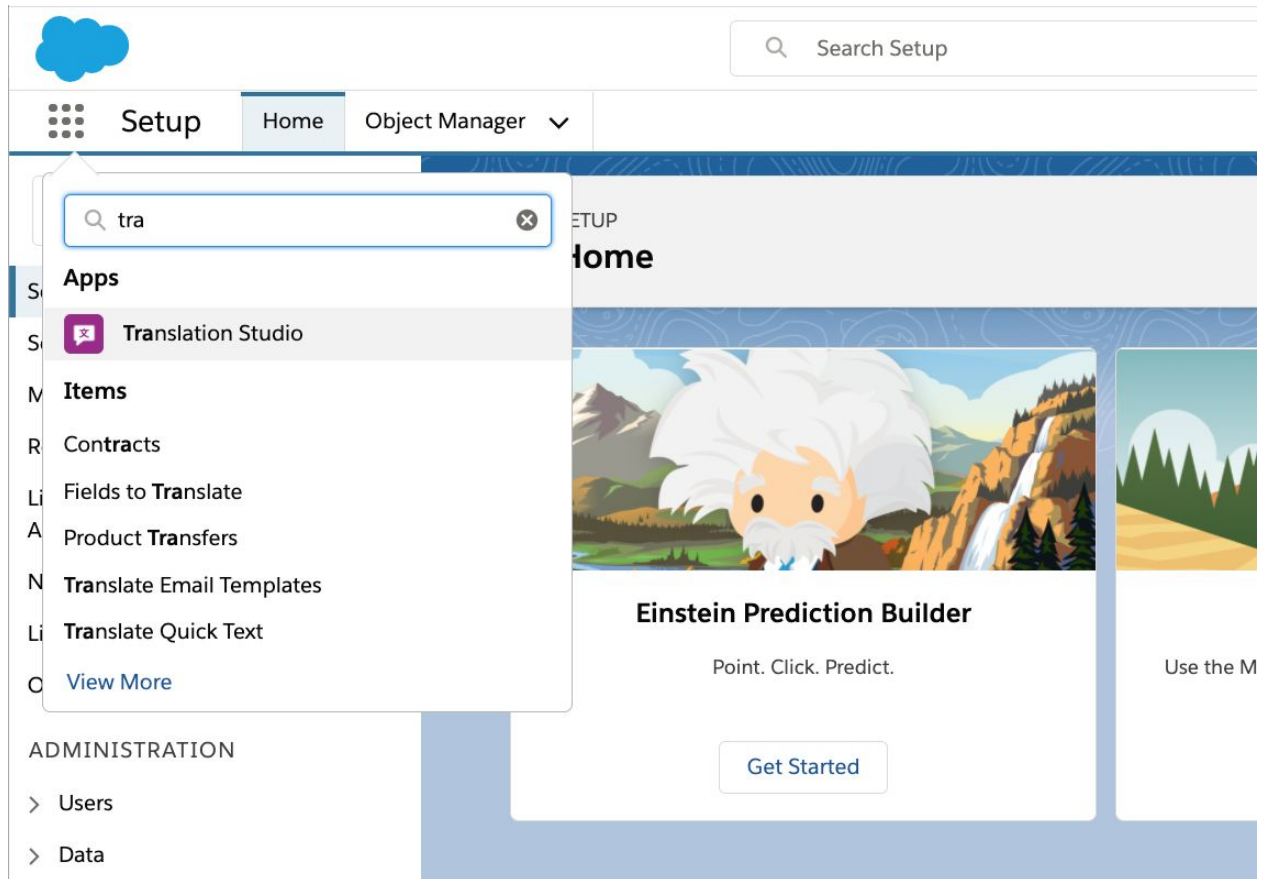 Search Setup
Setup
Home
Object Manager
tra
Apps
Translation Studio
Items
Contracts
Fields to Translate
Product Transfers
Translate Email Templates
Translate Quick Text
View More
ETUP
Home
Einstein Prediction Builder
Point. Click. Predict.
Get Started
Use the M
ADMINISTRATION
Users
Data